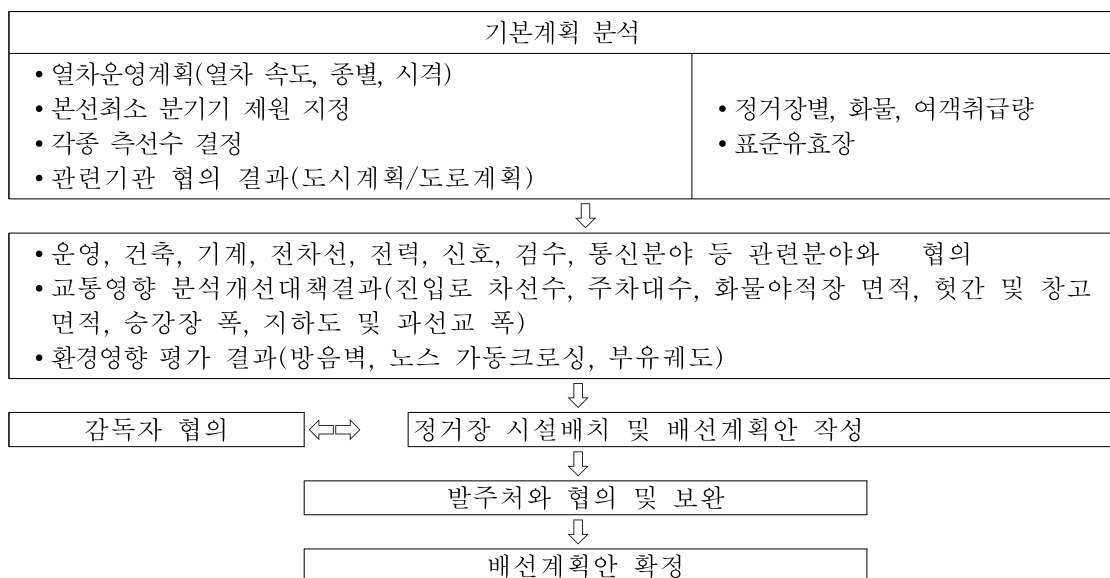 기본계획 분석
• 열차운영계획(열차 속도, 종별, 시격)
• 본선최소 분기기 제원 지정
• 각종 측선수 결정
• 관련기관 협의 결과(도시계획/도로계획)
• 정거장별, 화물, 여객취급량
• 표준유효장
• 운영, 건축, 기계, 전차선, 전력, 신호, 검수, 통신분야 등 관련분야와 협의
• 교통영향 분석개선대책결과(진입로 차선수, 주차대수, 화물야적장 면적, 헛간 및 창고
면적, 승강장 폭, 지하도 및 과선교 폭)
• 환경영향 평가 결과(방음벽, 노스 가동크로싱, 부유궤도)
감독자 협의
정거장 시설배치 및 배선계획안 작성
발주처와 협의 및 보완
배선계획안 확정